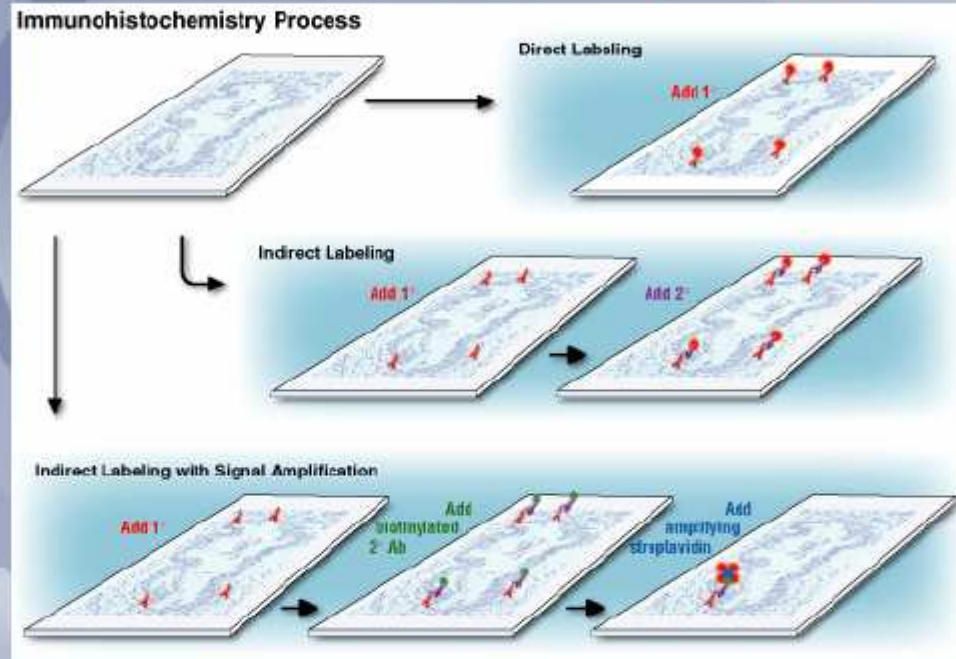 Immunohistochemistry Process
Direct Labeling
Add 1°
Indirect Labeling
Add 1°
Add 2°
Indirect Labeling with Signal Amplification
Add 1°
Add
biotinylated
2° Ab
Add
amplifying
streptavidin